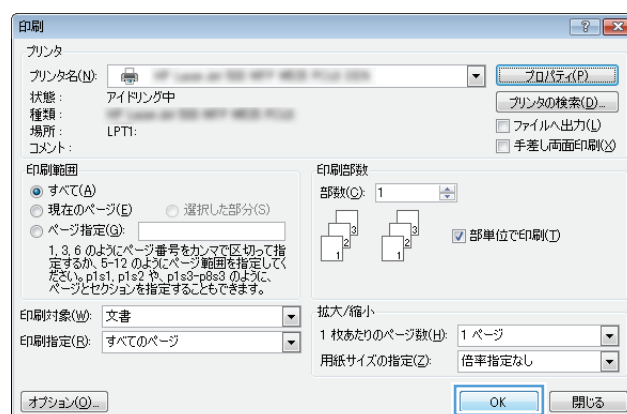 印刷
プリンタ
プリンタ名(N):
プロパティ(P)
状態: アイドリング中
プリンタの検索(D)...
種類:
場所: LPT1:
ファイルへ出力(L)
コメント:
手差し両面印刷(X)
印刷範囲
すべて(A)
現在のページ(E) 選択した部分(S)
ページ指定(G):
1,3,6 のようにページ番号をカンマで区切って指
定するか、5-12 のようにページ範囲を指定してく
ださい。p1s1, p1s2 や、p1s3-p8s3 のように、
ページとセクションを指定することもできます。
印刷部数
部数(C): 1
1 2 3 1 2 3
部単位で印刷(T)
印刷対象(W): 文書
印刷指定(R): すべてのページ
拡大/縮小
1 枚あたりのページ数(H): 1 ページ
用紙サイズの指定(Z): 倍率指定なし
オプション(O)...
OK
閉じる